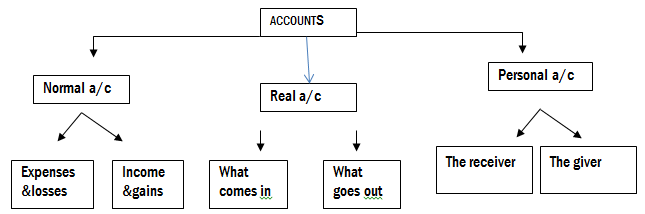 ACCOUNTS
Normal a/c
Real a/c
Personal a/c
Expenses
&losses
Income
&gains
What
comes in
What
goes out
The receiver
The giver